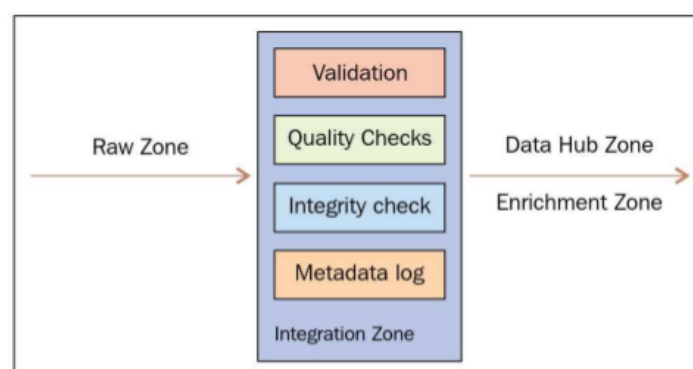 Raw Zone
Validation
Quality Checks
Integrity check
Metadata log
Integration Zone
Data Hub Zone
Enrichment Zone